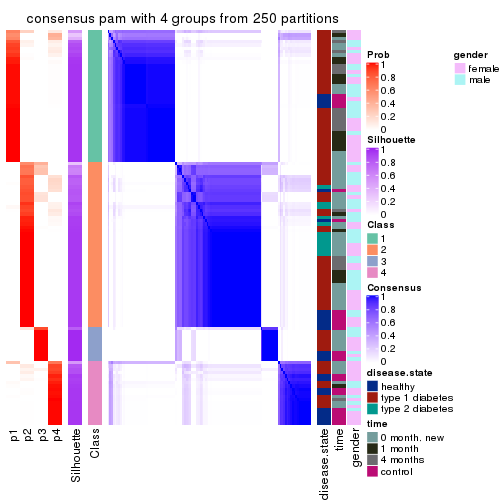 consensus pam with 4 groups from 250 partitions
Prob
1
0.8
0.6
0.4
0.2
0
gender
female
male
Silhouette
1
0.8
0.6
0.4
0.2
0
Class
1
2
3
4
Consensus
1
0.8
0.6
0.4
0.2
0
disease.state
healthy
type 1 diabetes
type 2 diabetes
time
0 month. new
1 month
4 months
control
p1
p2
p3
p4
Silhouette
Class
disease.state
time
gender